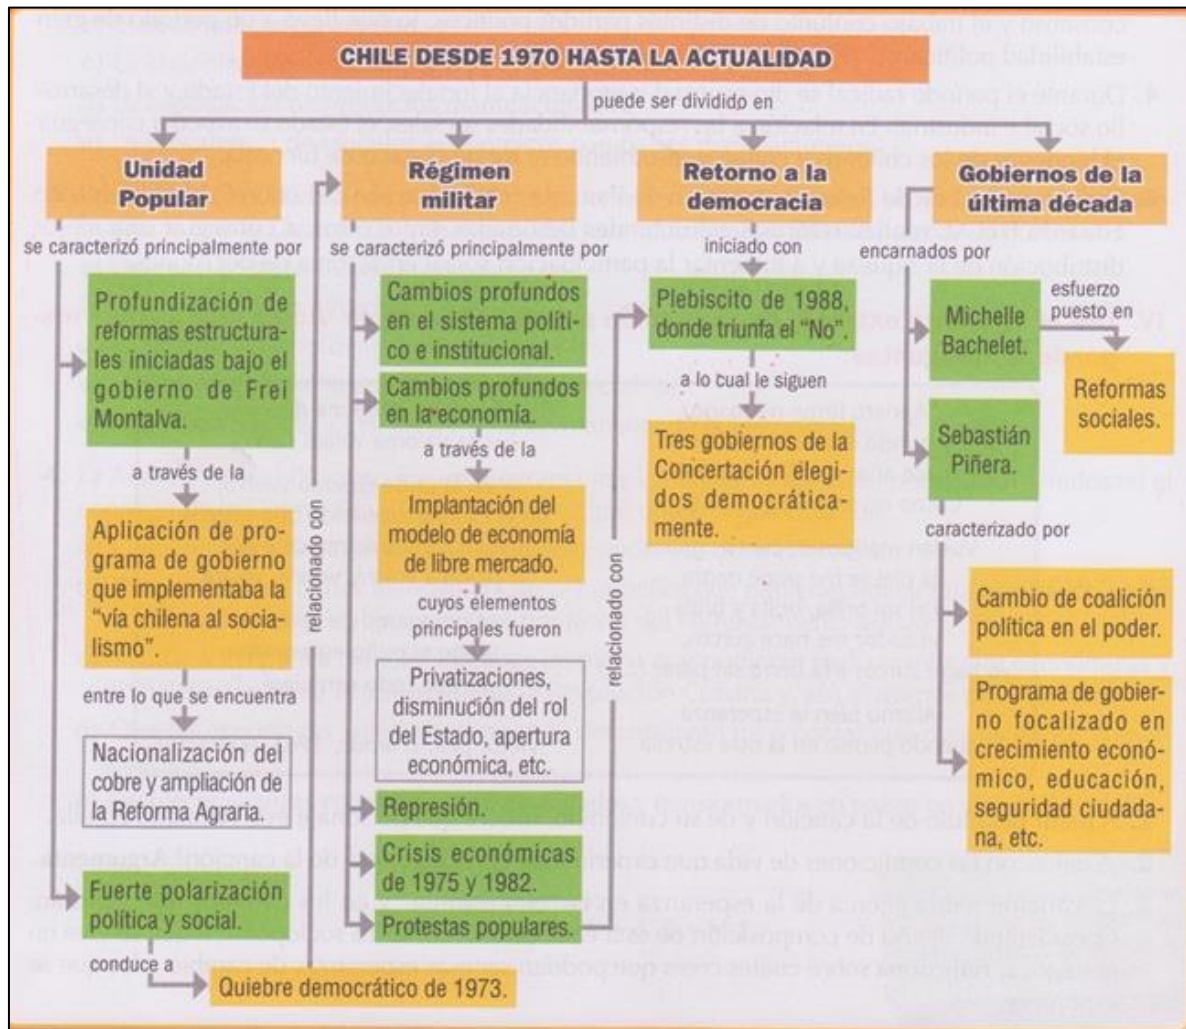 CHILE DESDE 1970 HASTA LA ACTUALIDAD
puede ser dividido en
Unidad
Popular
se caracterizó principalmente por
Profundización de
reformas estructura-
les iniciadas bajo el
gobierno de Frei
Montalva.
a través de la
Aplicación de pro-
grama de gobierno
que implementaba la
“vía chilena al socia-
lismo”.
entre lo que se encuentra
Nacionalización del
cobre y ampliación de
la Reforma Agraria.
Fuerte polarización
política y social.
conduce a
Quiebre democrático de 1973.
relacionado con
Régimen
militar
se caracterizó principalmente por
Cambios profundos
en el sistema políti-
co e institucional.
Cambios profundos
en la economía.
a través de la
Implantación del
modelo de economía
de libre mercado.
cuyos elementos
principales fueron
Privatizaciones,
disminución del rol
del Estado, apertura
económica, etc.
Represión.
Crisis económicas
de 1975 y 1982.
Protestas populares.
relacionado con
Retorno a la
democracia
iniciado con
Plebiscito de 1988,
donde triunfa el “No”.
a lo cual le siguen
Tres gobiernos de la
Concertación elegi-
dos democrática-
mente.
Gobiernos de la
última década
encarnados por
Michelle
Bachelet.
esfuerzo
puesto en
Reformas
sociales.
Sebastián
Piñera.
caracterizado por
Cambio de coalición
política en el poder.
Programa de gobier-
no focalizado en
crecimiento econó-
mico, educación,
seguridad ciudada-
na, etc.